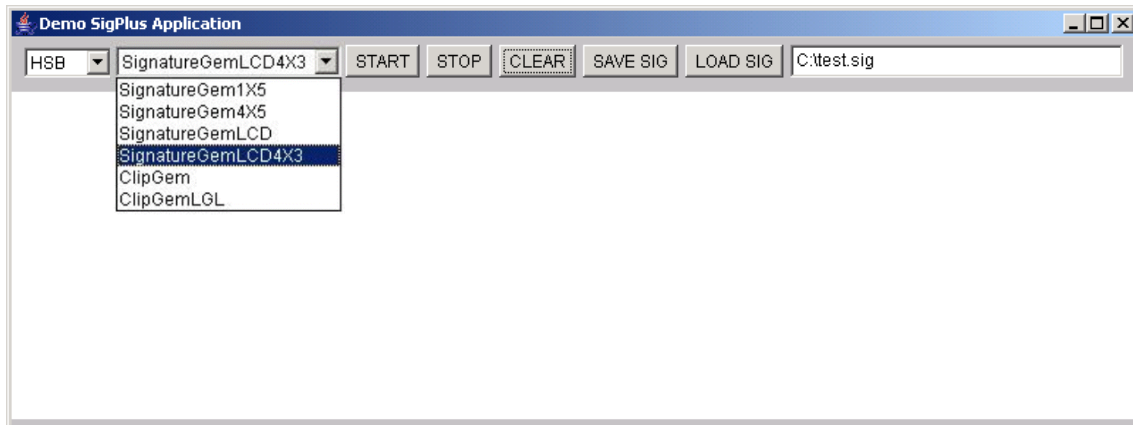 Demo SigPlus Application
HSB SignatureGemLCD4X3 START STOP CLEAR SAVE SIG LOAD SIG C:\test.sig
SignatureGem1X5
SignatureGem4X5
SignatureGemLCD
SignatureGemLCD4X3
ClipGem
ClipGemLGL